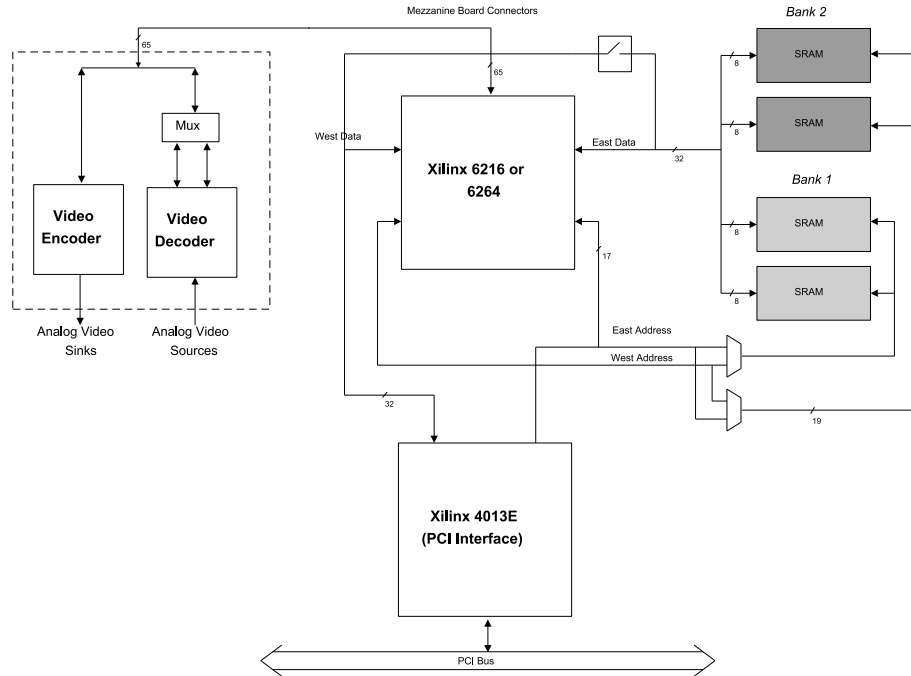 Mezzanine Board Connectors
65
65
Mux
Video
Encoder
Video
Decoder
Analog Video
Sinks
Analog Video
Sources
West Data
Xilinx 6216 or
6264
East Data
32
17
Bank 2
8
SRAM
8
SRAM
Bank 1
8
SRAM
8
SRAM
East Address
West Address
19
32
Xilinx 4013E
(PCI Interface)
PCI Bus